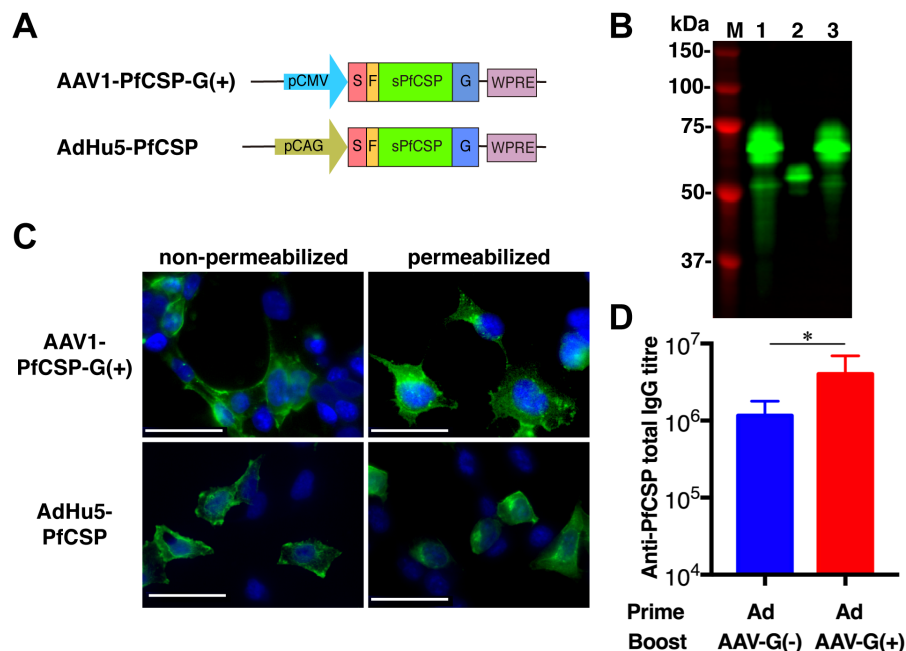 A
AAV1-PfCSP-G(+)
pCMV S F sPfCSP G WPRE
AdHu5-PfCSP
pCAG S F sPfCSP G WPRE
B
kDa M 1 2 3
150-
100-
75-
50-
37-
C
non-permeabilized permeabilized
AAV1-
PfCSP-G(+)
AdHu5-
PfCSP
D
Anti-PfCSP total IgG titre
10⁷
10⁶
10⁵
10⁴
*
Prime Ad Ad
Boost AAV-G(-) AAV-G(+)